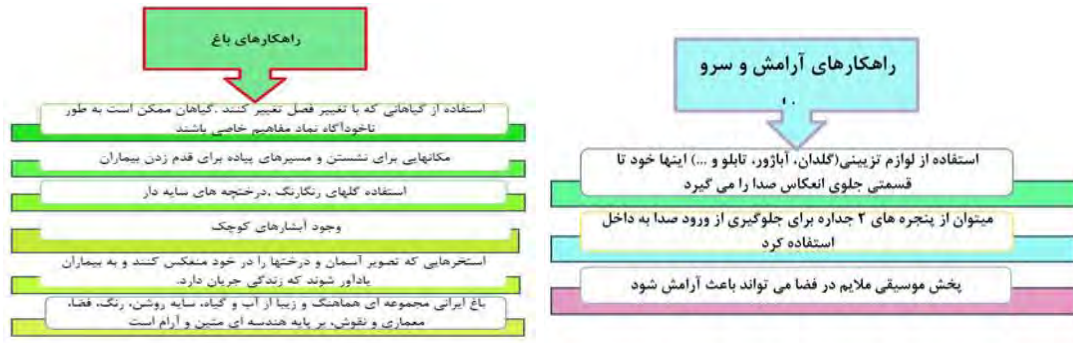 راهکارهای آرامش و سرو
استفاده از لوازم تزیینی(گلدان، آباژور، تابلو و ...) اینها خود تا
قسمتی جلوی انعکاس صدا را می گیرد
میتوان از پنجره های ۲ جداره برای جلوگیری از ورود صدا به داخل
استفاده کرد
پخش موسیقی ملایم در فضا می تواند باعث آرامش شود
راهکارهای باغ
استفاده از گیاهانی که با تغییر فصل تغییر کنند .گیاهان ممکن است به طور
ناخودآگاه نماد مفاهیم خاصی باشند
مکانهایی برای نشستن و مسیرهای پیاده برای قدم زدن بیماران
استفاده گلهای رنگارنگ .درختچه های سایه دار
وجود آبشارهای کوچک
استخرهایی که تصویر آسمان و درختها را در خود منعکس کنند و به بیماران
یادآور شوند که زندگی جریان دارد.
باغ ایرانی مجموعه ای هماهنگ و زیبا از آب و گیاه، سایه روشن، رنگ، فضا،
معماری و نقوش، بر پایه هندسه ای متین و آرام است